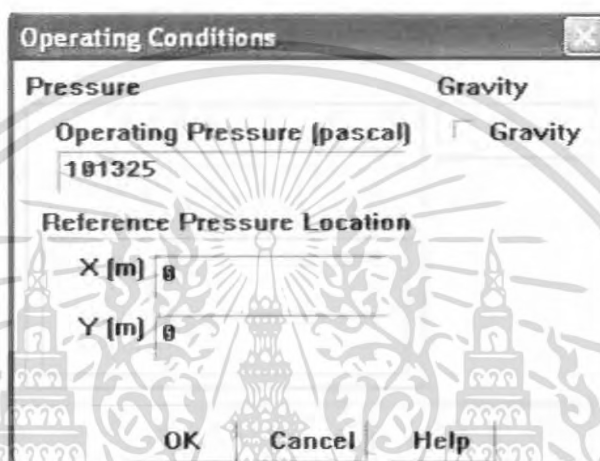 Operating Conditions
Pressure
Gravity
Operating Pressure (pascal)
Gravity
101325
Reference Pressure Location
X (m) 0
Y (m) 0
OK Cancel Help